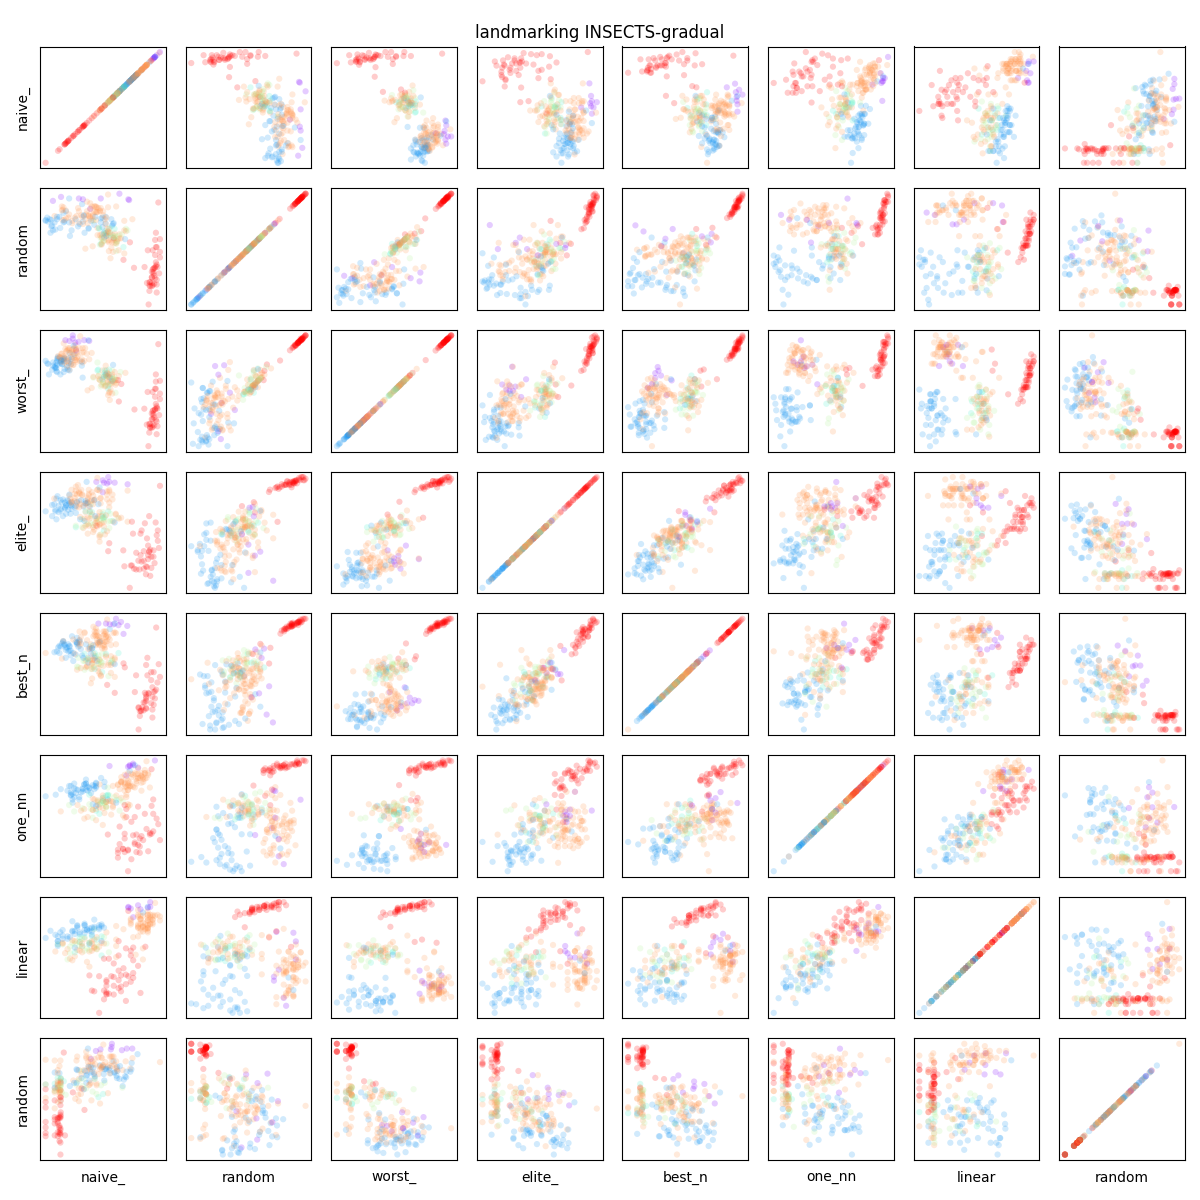 landmarking INSECTS-gradual
naive_
random
worst_
elite_
best_n
one_nn
linear
random
naive_
random
worst_
elite_
best_n
one_nn
linear
random